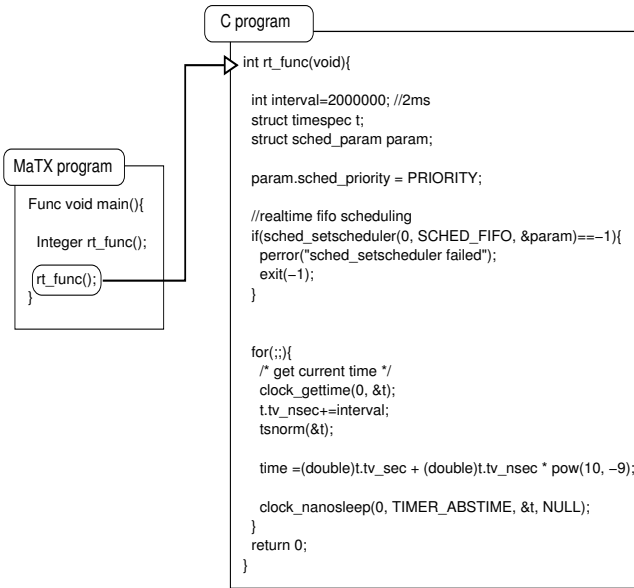 C program
int rt_func(void){
int interval=2000000; //2ms
struct timespec t;
struct sched_param param;
param.sched_priority = PRIORITY;
//realtime fifo scheduling
if(sched_setscheduler(0, SCHED_FIFO, &param)==−1){
perror("sched_setscheduler failed");
exit(−1);
}
for(;;){
/* get current time */
clock_gettime(0, &t);
t.tv_nsec+=interval;
tsnorm(&t);
time =(double)t.tv_sec + (double)t.tv_nsec * pow(10, −9);
clock_nanosleep(0, TIMER_ABSTIME, &t, NULL);
}
return 0;
}
MaTX program
Func void main(){
Integer rt_func();
rt_func();
}